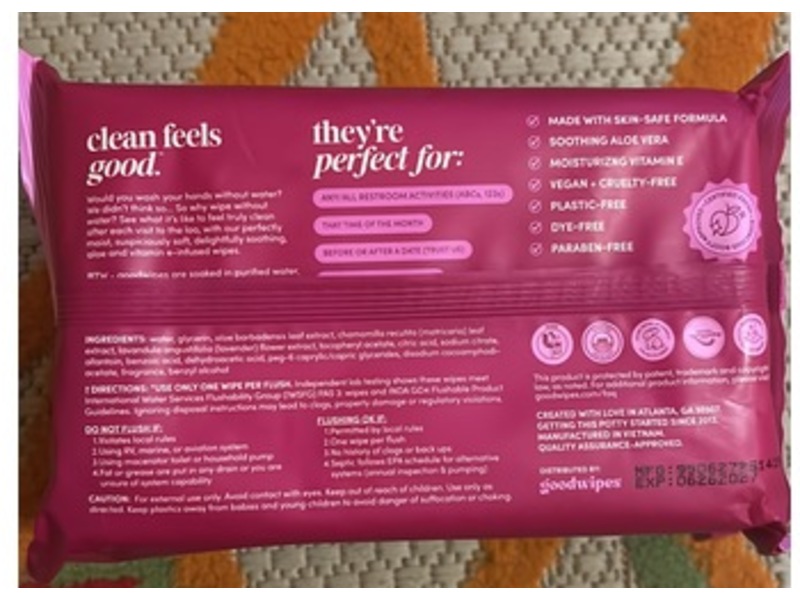 clean feels
good.
Would you wash your hands without water?
We didn't think so... So why wipe without
water? See what it's like to feel truly clean
after each visit to the loo, with our perfectly
moist, suspiciously soft, delightfully soothing,
aloe and vitamin e-infused wipes.
BTW - goodwipes are soaked in purified water,
they're
perfect for:
ANY/ALL RESTROOM ACTIVITIES (ABCs, 123s)
THAT TIME OF THE MONTH
BEFORE OR AFTER A DATE (TRUST US)
MADE WITH SKIN-SAFE FORMULA
SOOTHING ALOE VERA
MOISTURIZING VITAMIN E
VEGAN + CRUELTY-FREE
PLASTIC-FREE
DYE-FREE
PARABEN-FREE
INGREDIENTS: water, glycerin, aloe barbadensis leaf extract, chamomilla recutita (matricaria) leaf
extract, lavandula angustifolia (lavender) flower extract, tocopheryl acetate, citric acid, sodium citrate,
allantoin, benzoic acid, dehydroacetic acid, peg-6 caprylic/capric glycerides, disodium cocoamphodi-
acetate, fragrance, benzyl alcohol
† DIRECTIONS: *USE ONLY ONE WIPE PER FLUSH. Independent lab testing shows these wipes meet
International Water Services Flushability Group (IWSFG) PAS 3: wipes and INDA GD4 Flushable Product
Guidelines. Ignoring disposal instructions may lead to clogs, property damage or regulatory violations.
DO NOT FLUSH IF:
1.Violates local rules
2.Using RV, marine, or aviation system
3.Using macerator toilet or household pump
4.Fat or grease are put in any drain or you are
unsure of system capability
FLUSHING OK IF:
1.Permitted by local rules
2.One wipe per flush
3.No history of clogs or back ups
4.Septic follows EPA schedule for alternative
systems (annual inspection & pumping)
CAUTION: For external use only. Avoid contact with eyes. Keep out of reach of children. Use only as
directed. Keep plastics away from babies and young children to avoid danger of suffocation or choking.
This product is protected by patent, trademark and copyright
law, as noted. For additional product information, please visit
goodwipes.com/faq
CREATED WITH LOVE IN ATLANTA, GA 30307.
GETTING THIS POTTY STARTED SINCE 2013.
MANUFACTURED IN VIETNAM.
QUALITY ASSURANCE-APPROVED.
DISTRIBUTED BY:
goodwipes
EXP: